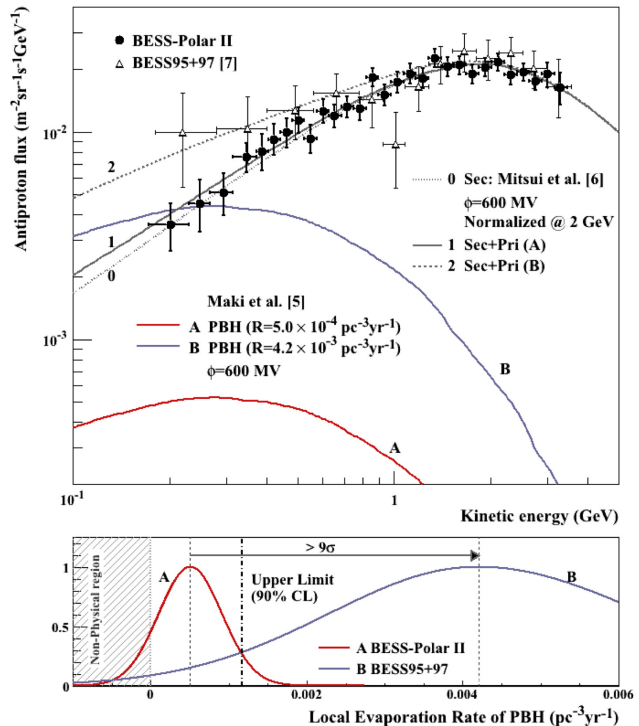 BESS-Polar II
BESS95+97 [7]
Antiproton flux (m⁻²sr⁻¹s⁻¹GeV⁻¹)
10⁻²
10⁻³
2
1
0
0 Sec: Mitsui et al. [6]
ϕ=600 MV
Normalized @ 2 GeV
1 Sec+Pri (A)
2 Sec+Pri (B)
Maki et al. [5]
A PBH (R=5.0 × 10⁻⁴ pc⁻³yr⁻¹)
B PBH (R=4.2 × 10⁻³ pc⁻³yr⁻¹)
ϕ=600 MV
B
A
10⁻¹
1
Kinetic energy (GeV)
> 9σ
1
0.75
0.5
0.25
0
Non-Physical region
A
Upper Limit
(90% CL)
B
A BESS-Polar II
B BESS95+97
0
0.002
0.004
0.006
Local Evaporation Rate of PBH (pc⁻³yr⁻¹)